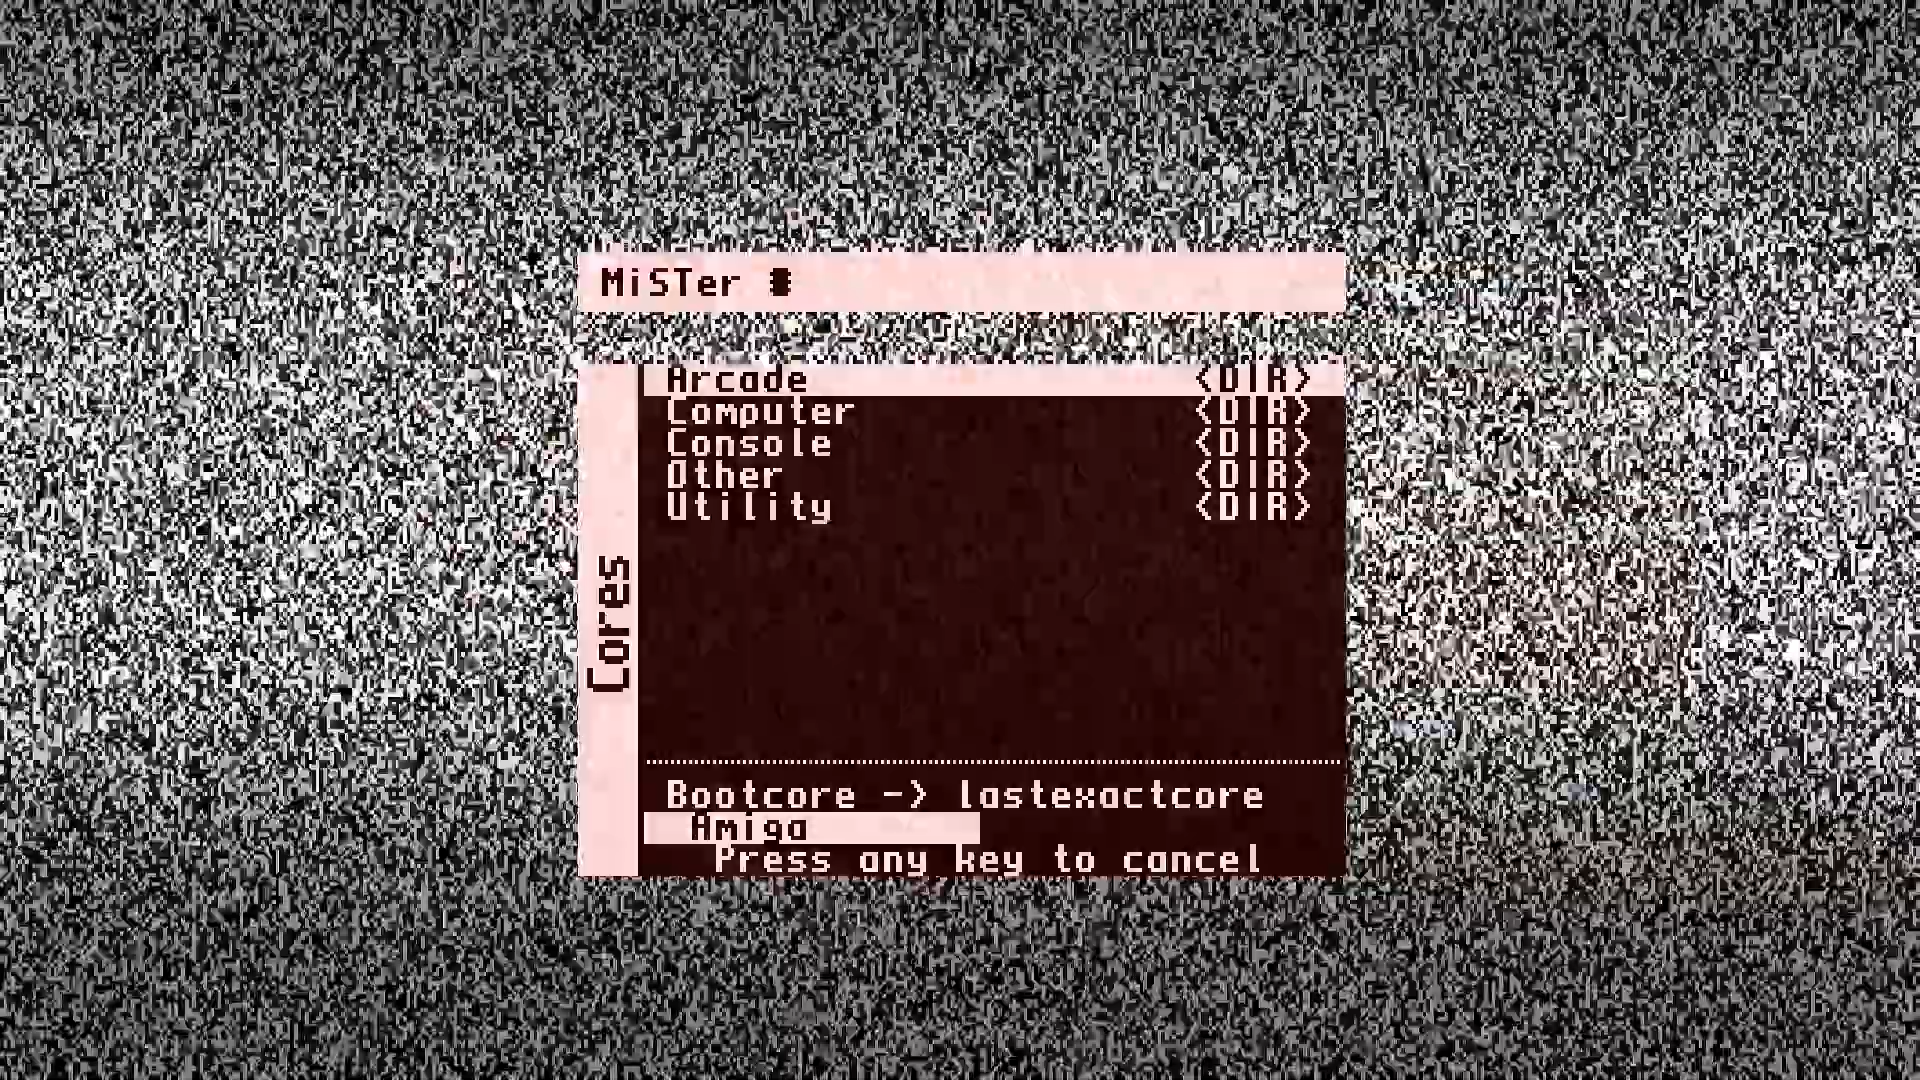 MiSTer
Arcade <DIR>
Computer <DIR>
Console <DIR>
Other <DIR>
Utility <DIR>
Cores
Bootcore -> lastexactcore
Amiga
Press any key to cancel